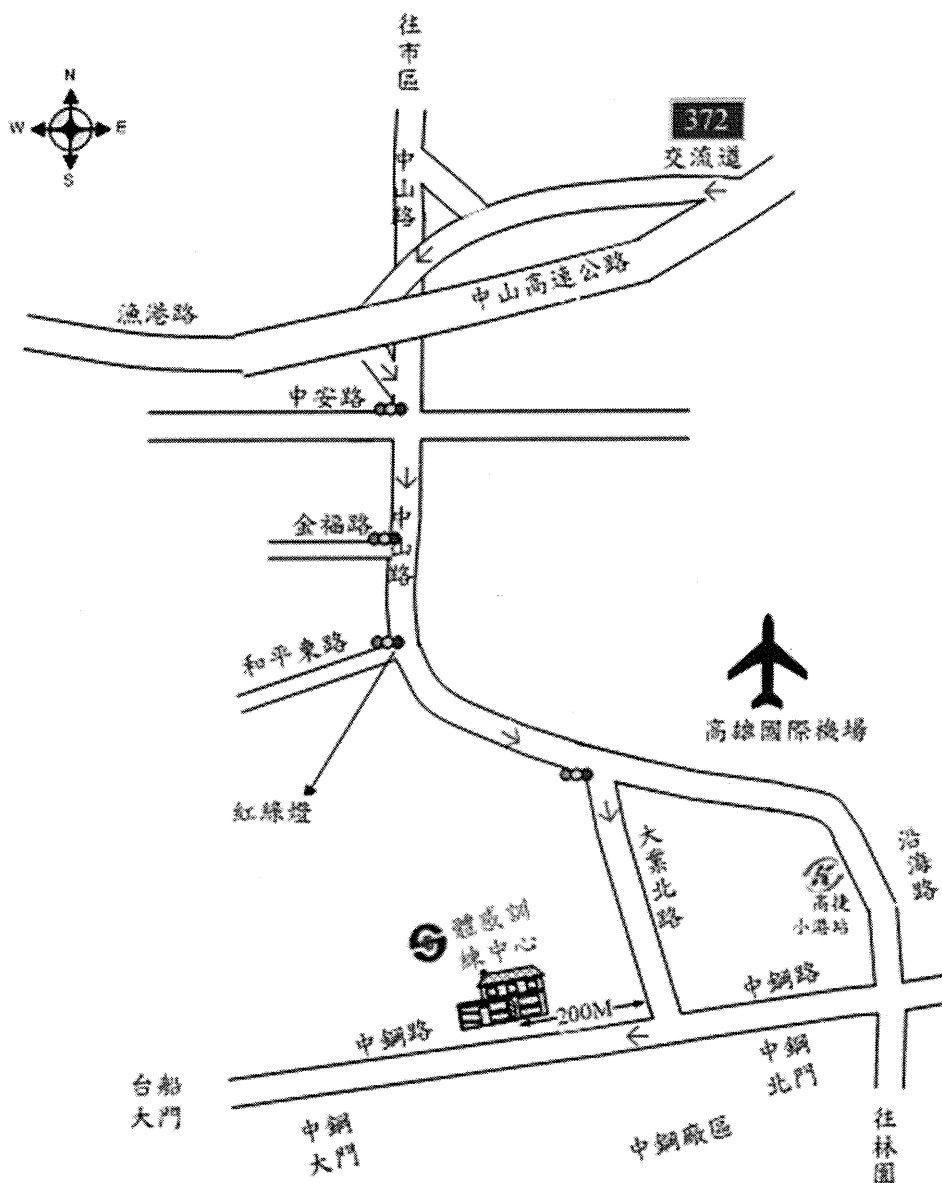 往市區
N
W
E
S
372
交流道
中山路
中山高速公路
漁港路
中安路
金福路
中山路
和平東路
高雄國際機場
紅綠燈
大業北路
沿海路
高捷
小港站
體感訓
練中心
中鋼路
200M
中鋼路
台船
大門
中鋼
大門
中鋼
北門
中鋼廠區
往林園